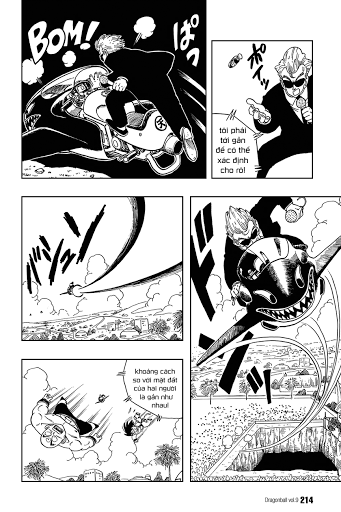 BOM!
ぱっ
ポイッ
tôi phải
tới gần
để có thể
xác định
cho rõ!
khoảng cách
so với mặt đất
của hai người
là gần như
nhau!
Dragonball vol.9 214